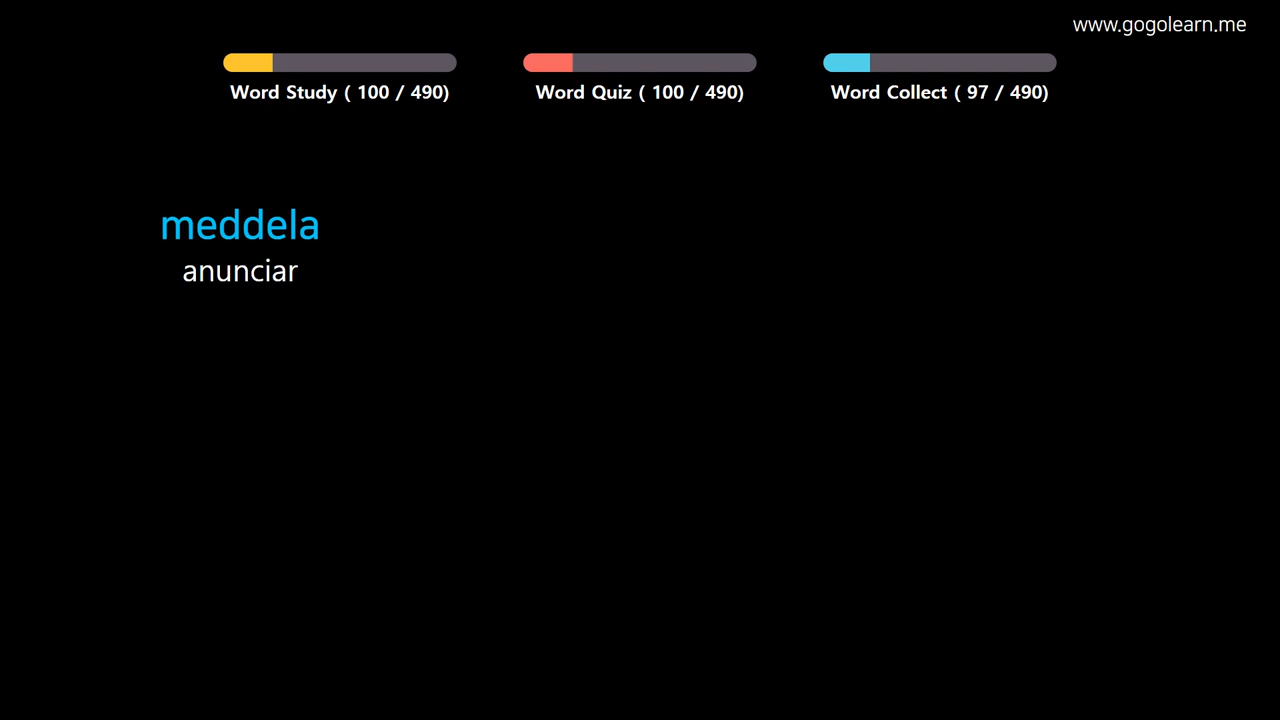 www.gogolearn.me
Word Study ( 100 / 490)
Word Quiz ( 100 / 490)
Word Collect ( 97 / 490)
meddela
anunciar